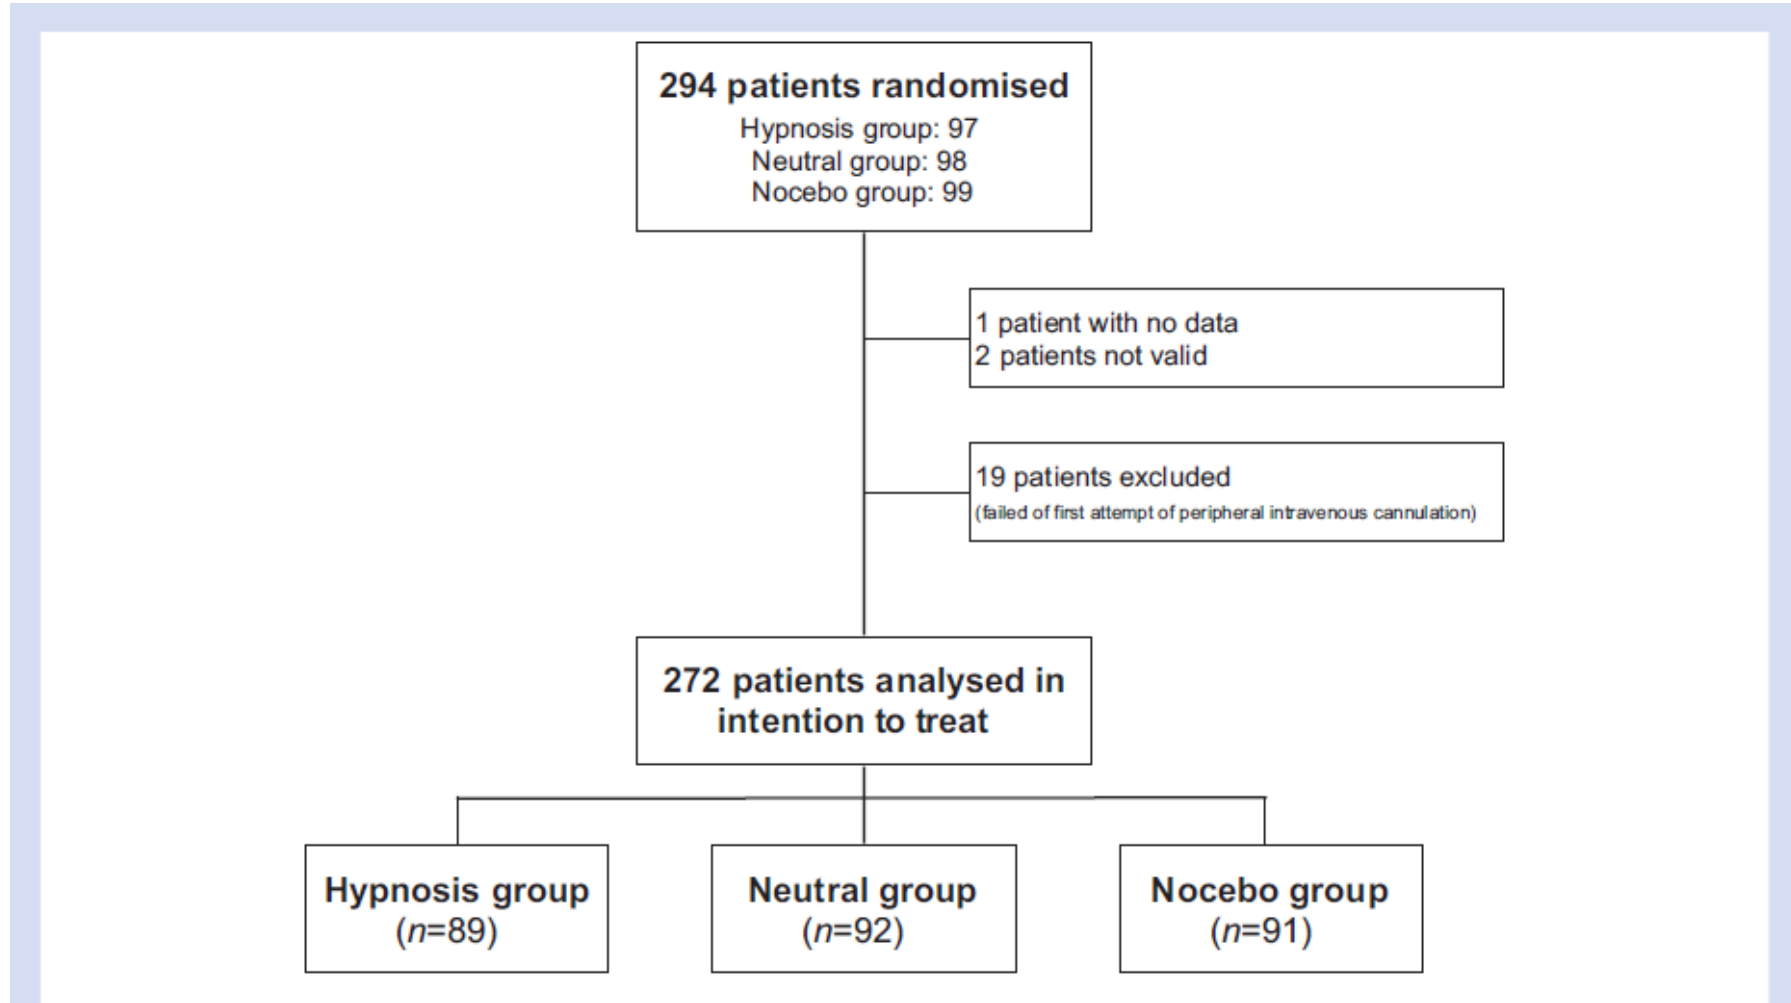 294 patients randomised
Hypnosis group: 97
Neutral group: 98
Nocebo group: 99
1 patient with no data
2 patients not valid
19 patients excluded
(failed of first attempt of peripheral intravenous cannulation)
272 patients analysed in
intention to treat
Hypnosis group
(n=89)
Neutral group
(n=92)
Nocebo group
(n=91)